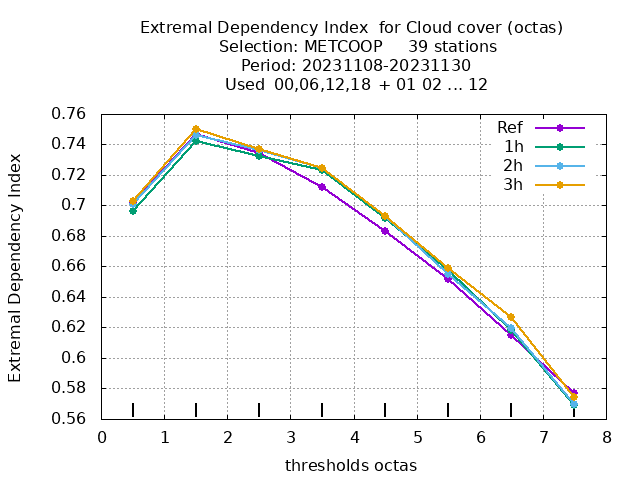 Extremal Dependency Index  for Cloud cover (octas)
Selection: METCOOP     39 stations
Period: 20231108-20231130
Used  00,06,12,18  + 01 02 ... 12
Extremal Dependency Index
0.76
0.74
0.72
0.7
0.68
0.66
0.64
0.62
0.6
0.58
0.56
Ref
1h
2h
3h
0 1 2 3 4 5 6 7 8
thresholds octas